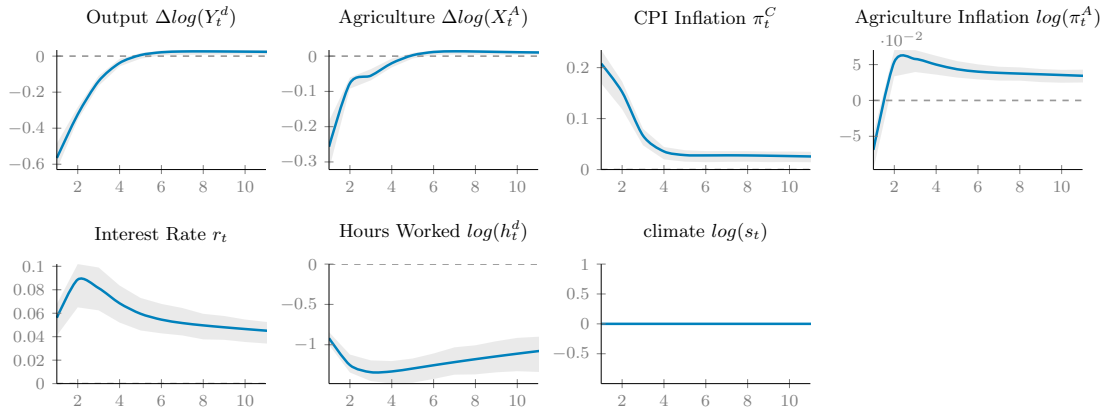 Output Δlog(Y_t^d)
0
−0.2
−0.4
−0.6
2 4 6 8 10
Agriculture Δlog(X_t^A)
0
−0.1
−0.2
−0.3
2 4 6 8 10
CPI Inflation π_t^C
0.2
0.1
0
2 4 6 8 10
Agriculture Inflation log(π_t^A)
·10^−2
5
0
−5
2 4 6 8 10
Interest Rate r_t
0.1
0.08
0.06
0.04
0.02
0
2 4 6 8 10
Hours Worked log(h_t^d)
0
−0.5
−1
2 4 6 8 10
climate log(s_t)
1
0.5
0
−0.5
2 4 6 8 10